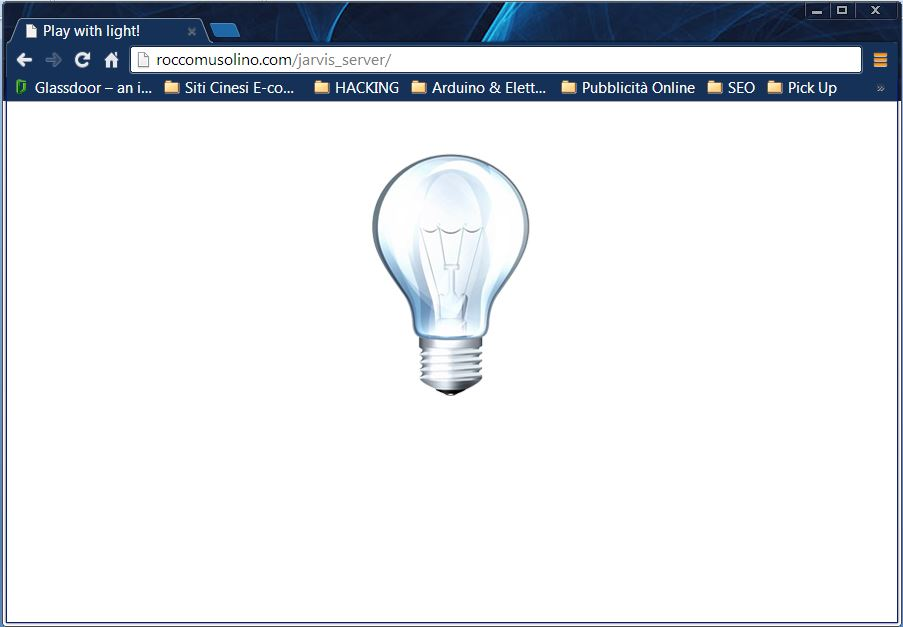 Play with light!
roccomusolino.com/jarvis_server/
Glassdoor – an i... Siti Cinesi E-co... HACKING Arduino & Elett... Pubblicità Online SEO Pick Up »